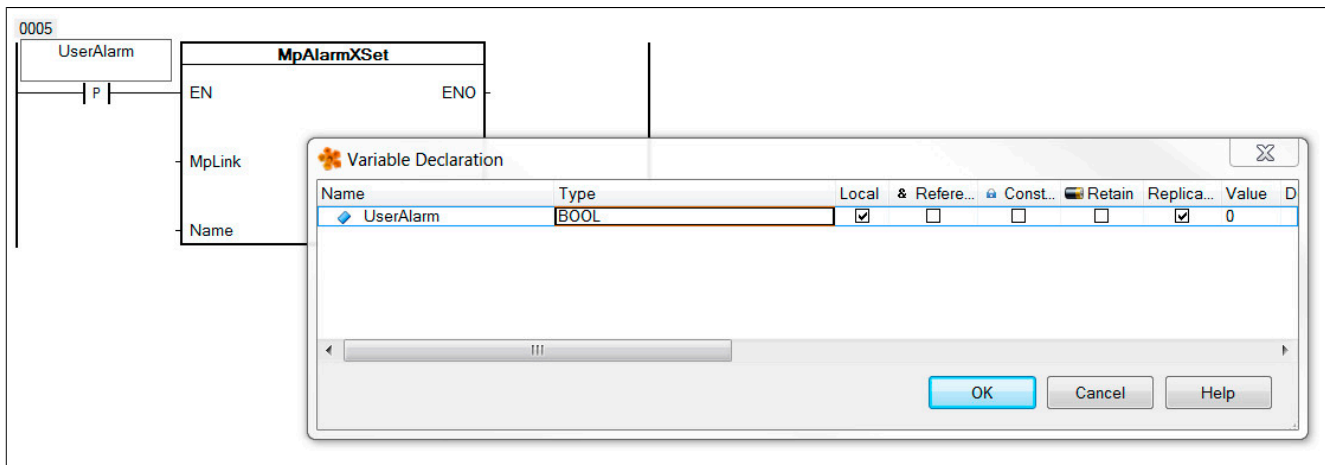 0005
UserAlarm
MpAlarmXSet
P
EN ENO
MpLink
Name
Variable Declaration
Name Type Local & Refere... Const... Retain Replica... Value D
UserAlarm BOOL 0
OK Cancel Help